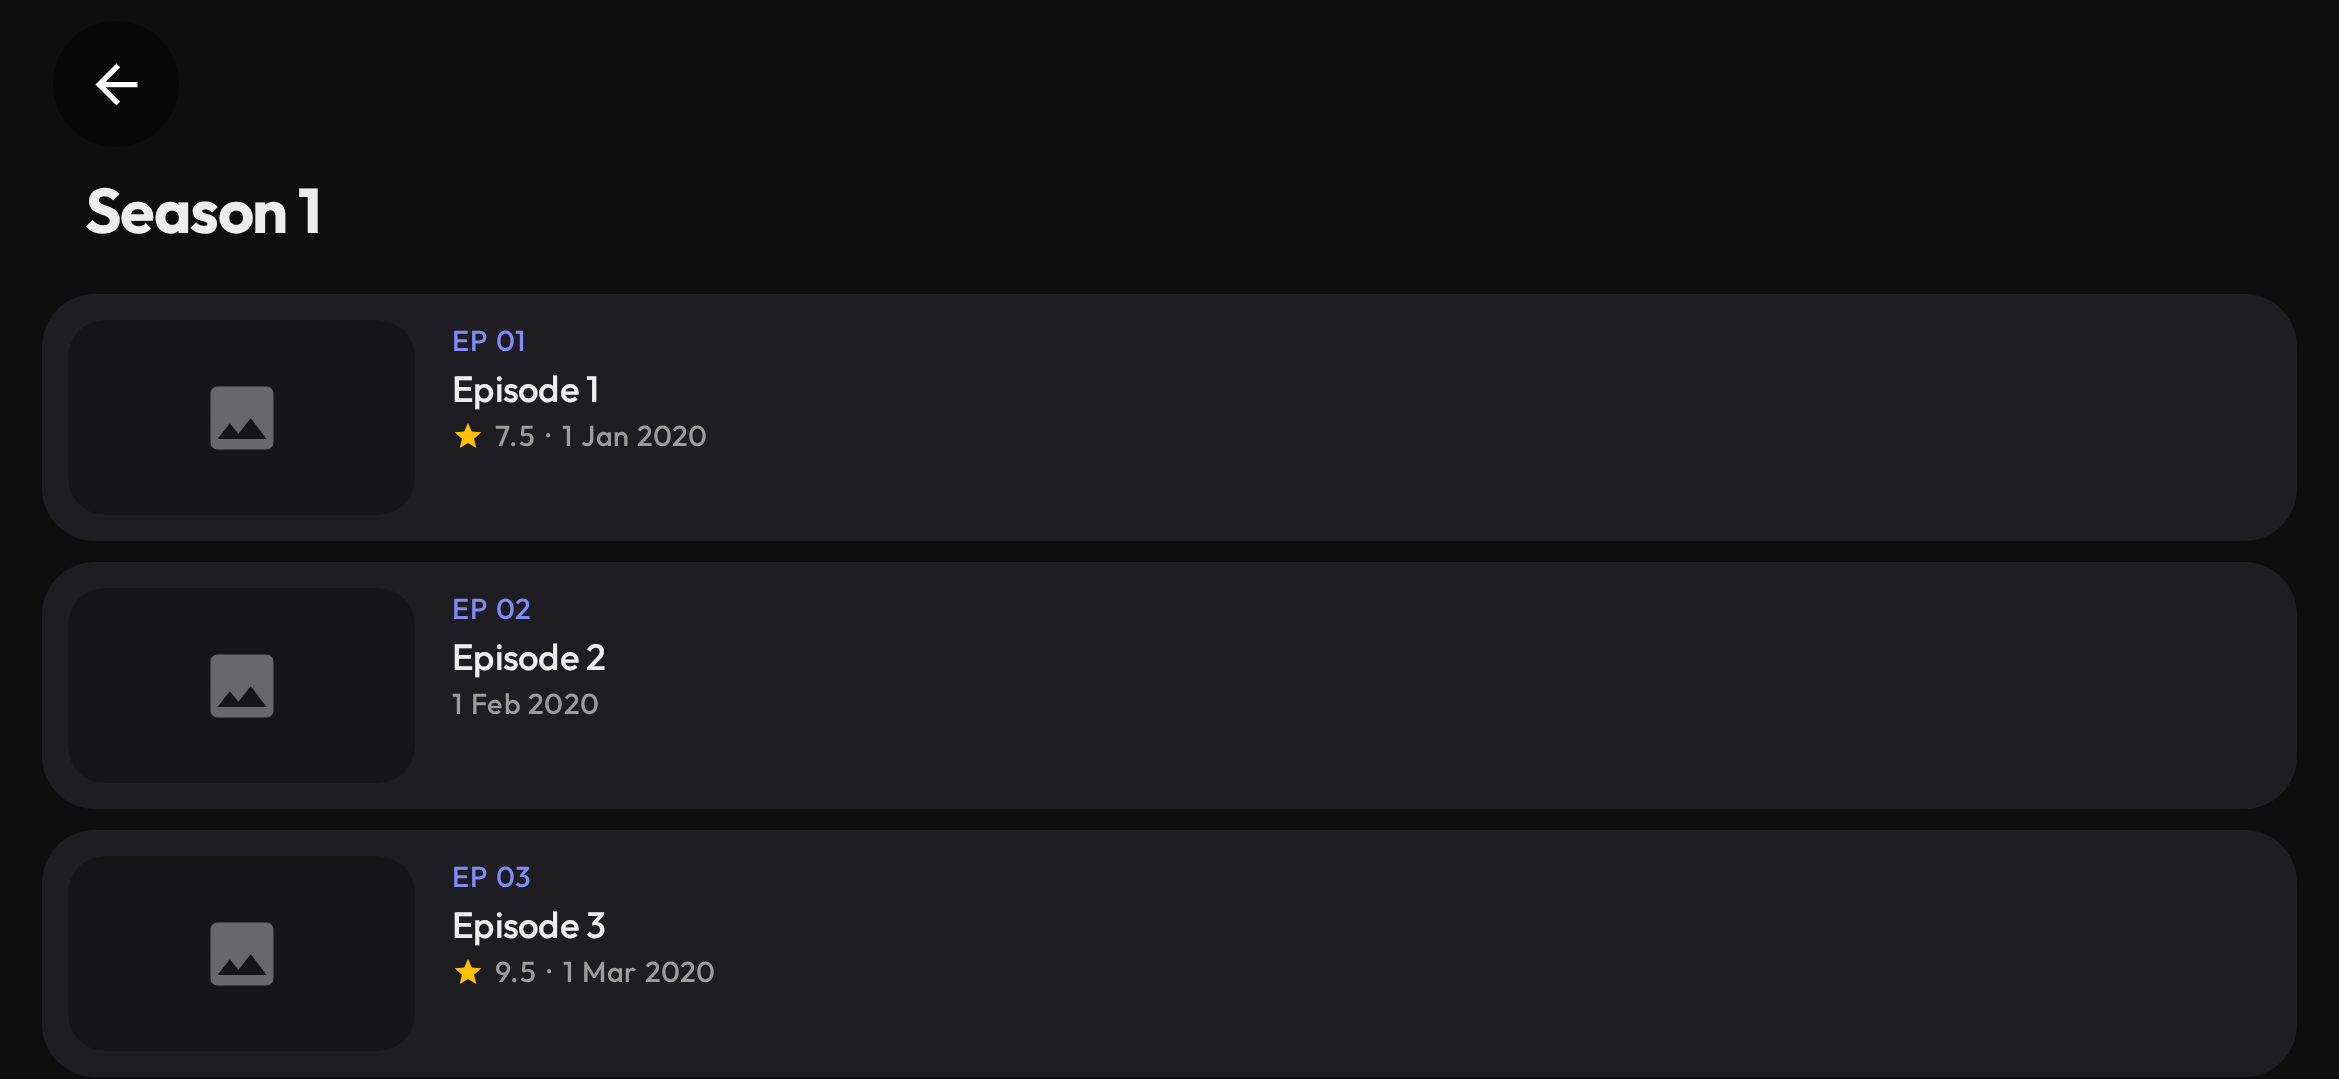 Season 1
EP 01
Episode 1
7.5 · 1 Jan 2020
EP 02
Episode 2
1 Feb 2020
EP 03
Episode 3
9.5 · 1 Mar 2020